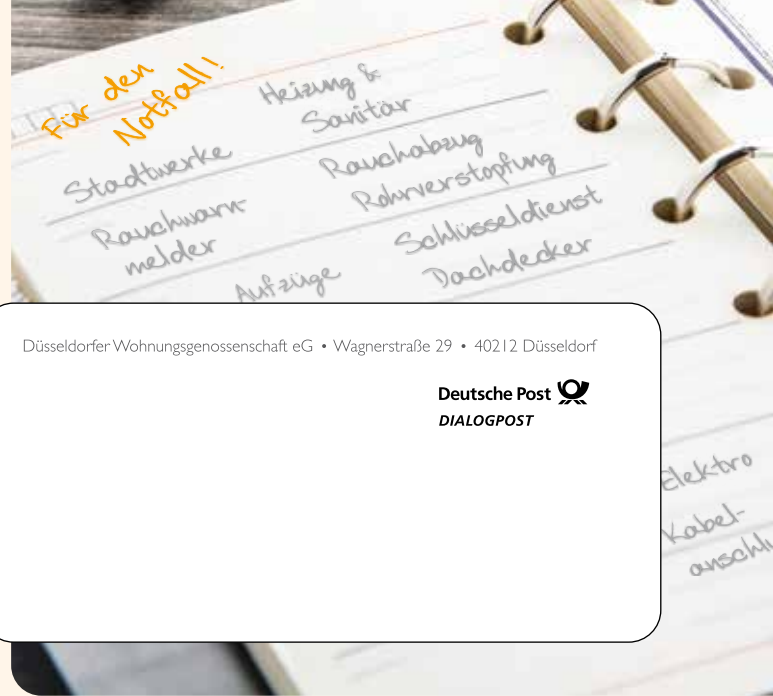 Für den
Notfall!
Heizung &
Sanitär
Stadtwerke
Rauchabzug
Rohrverstopfung
Rauchwarn-
melder
Schlüsseldienst
Aufzüge
Dachdecker
Düsseldorfer Wohnungsgenossenschaft eG • Wagnerstraße 29 • 40212 Düsseldorf
Deutsche Post
DIALOGPOST
Elektro
Kabel-
anschlu